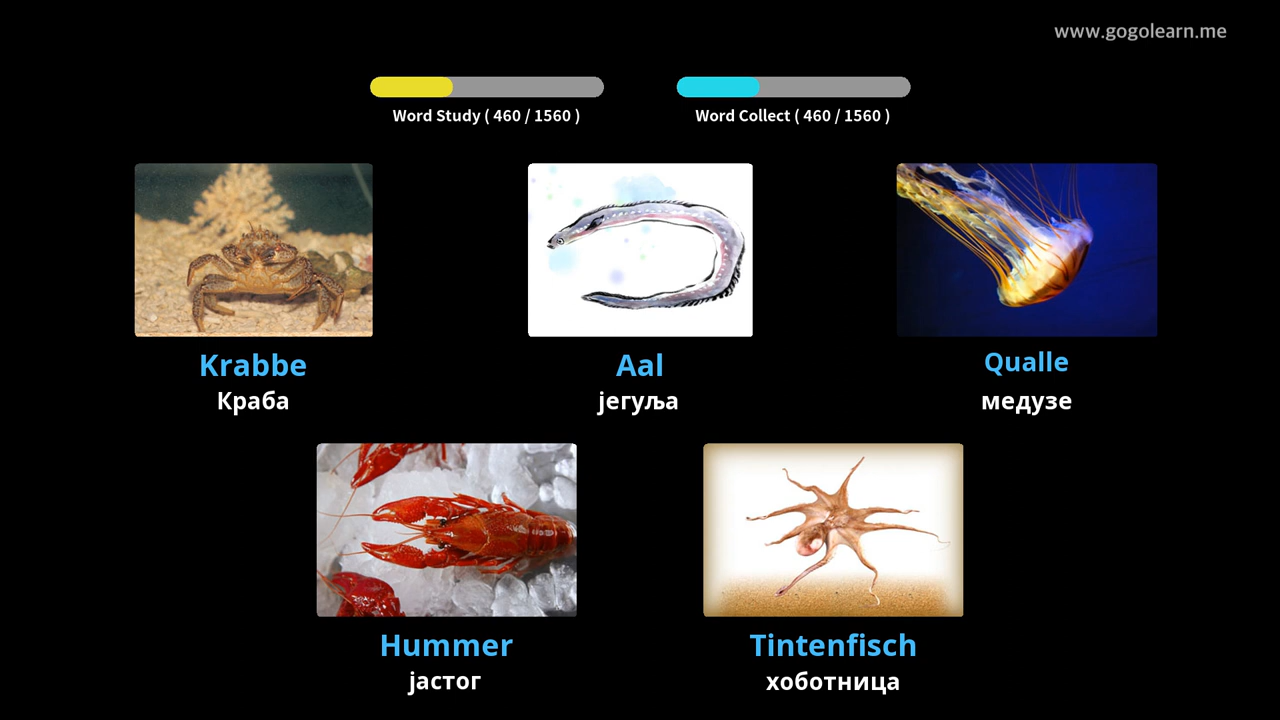 www.gogolearn.me
Word Study ( 460 / 1560 )
Word Collect ( 460 / 1560 )
Krabbe
Краба
Aal
јегуља
Qualle
медузе
Hummer
јастог
Tintenfisch
хоботница